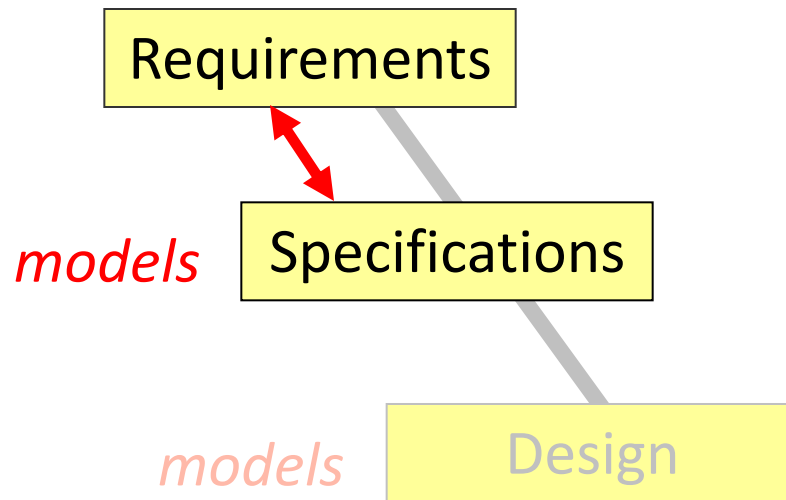 Requirements
Specifications
models
Design
models